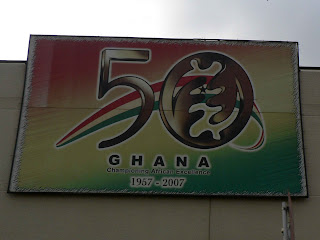 50
GHANA
Championing African Excellence
1957 - 2007